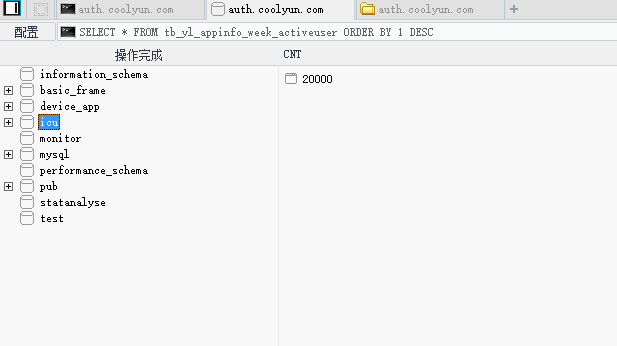 auth.coolyun.com auth.coolyun.com auth.coolyun.com
配置 SELECT * FROM tb_yl_appinfo_week_activeuser ORDER BY 1 DESC
操作完成 CNT
information_schema
20000
basic_frame
device_app
icu
monitor
mysql
performance_schema
pub
statanalyse
test